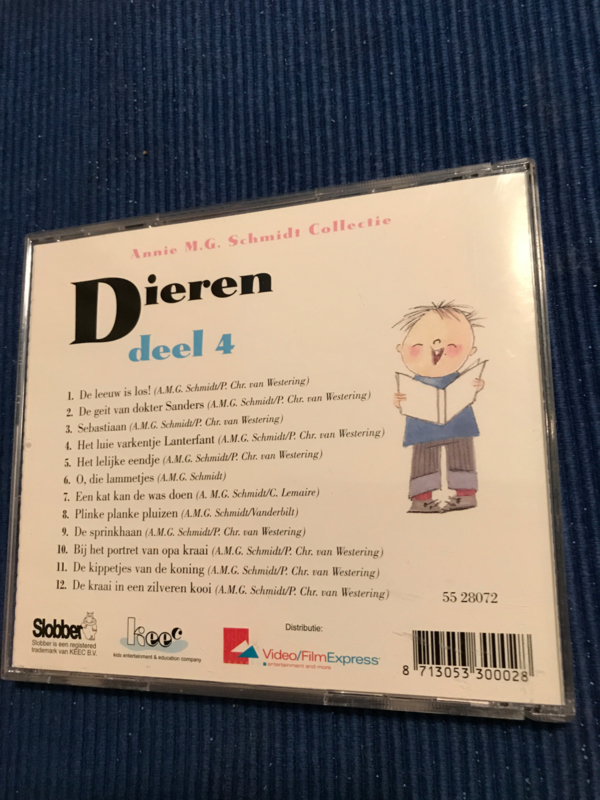 Annie M.G. Schmidt Collectie
Dieren
deel 4
1. De leeuw is los! (A.M.G. Schmidt/P. Chr. van Westering)
2. De geit van dokter Sanders (A.M.G. Schmidt/P. Chr. van Westering)
3. Sebastiaan (A.M.G. Schmidt/P. Chr. van Westering)
4. Het luie varkentje Lanterfant (A.M.G. Schmidt/P. Chr. van Westering)
5. Het lelijke eendje (A.M.G. Schmidt/P. Chr. van Westering)
6. O, die lammetjes (A.M.G. Schmidt)
7. Een kat kan de was doen (A. M.G. Schmidt/C. Lemaire)
8. Plinke planke pluizen (A.M.G. Schmidt/Vanderbilt)
9. De sprinkhaan (A.M.G. Schmidt/P. Chr. van Westering)
10. Bij het portret van opa kraai (A.M.G. Schmidt/P. Chr. van Westering)
11. De kippetjes van de koning (A.M.G. Schmidt/P. Chr. van Westering)
12. De kraai in een zilveren kooi (A.M.G. Schmidt/P. Chr. van Westering)
55 28072
Slobber
Slobber is een registered
trademark van KEEC B.V.
keec
kids entertainment & education company
Distributie:
Video/FilmExpress
entertainment and more
8 713053 300028